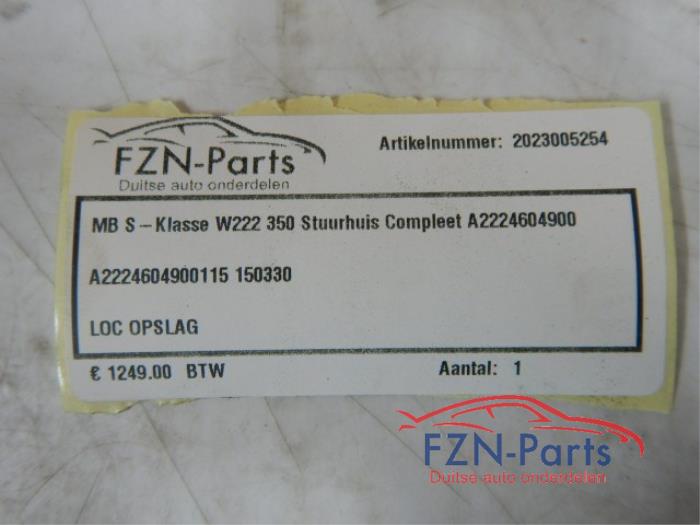 FZN-Parts
Duitse auto onderdelen
Artikelnummer: 2023005254
MB S - Klasse W222 350 Stuurhuis Compleet A2224604900
A2224604900115 150330
LOC OPSLAG
€ 1249.00 BTW
Aantal: 1
FZN-Parts
Duitse auto onderdelen